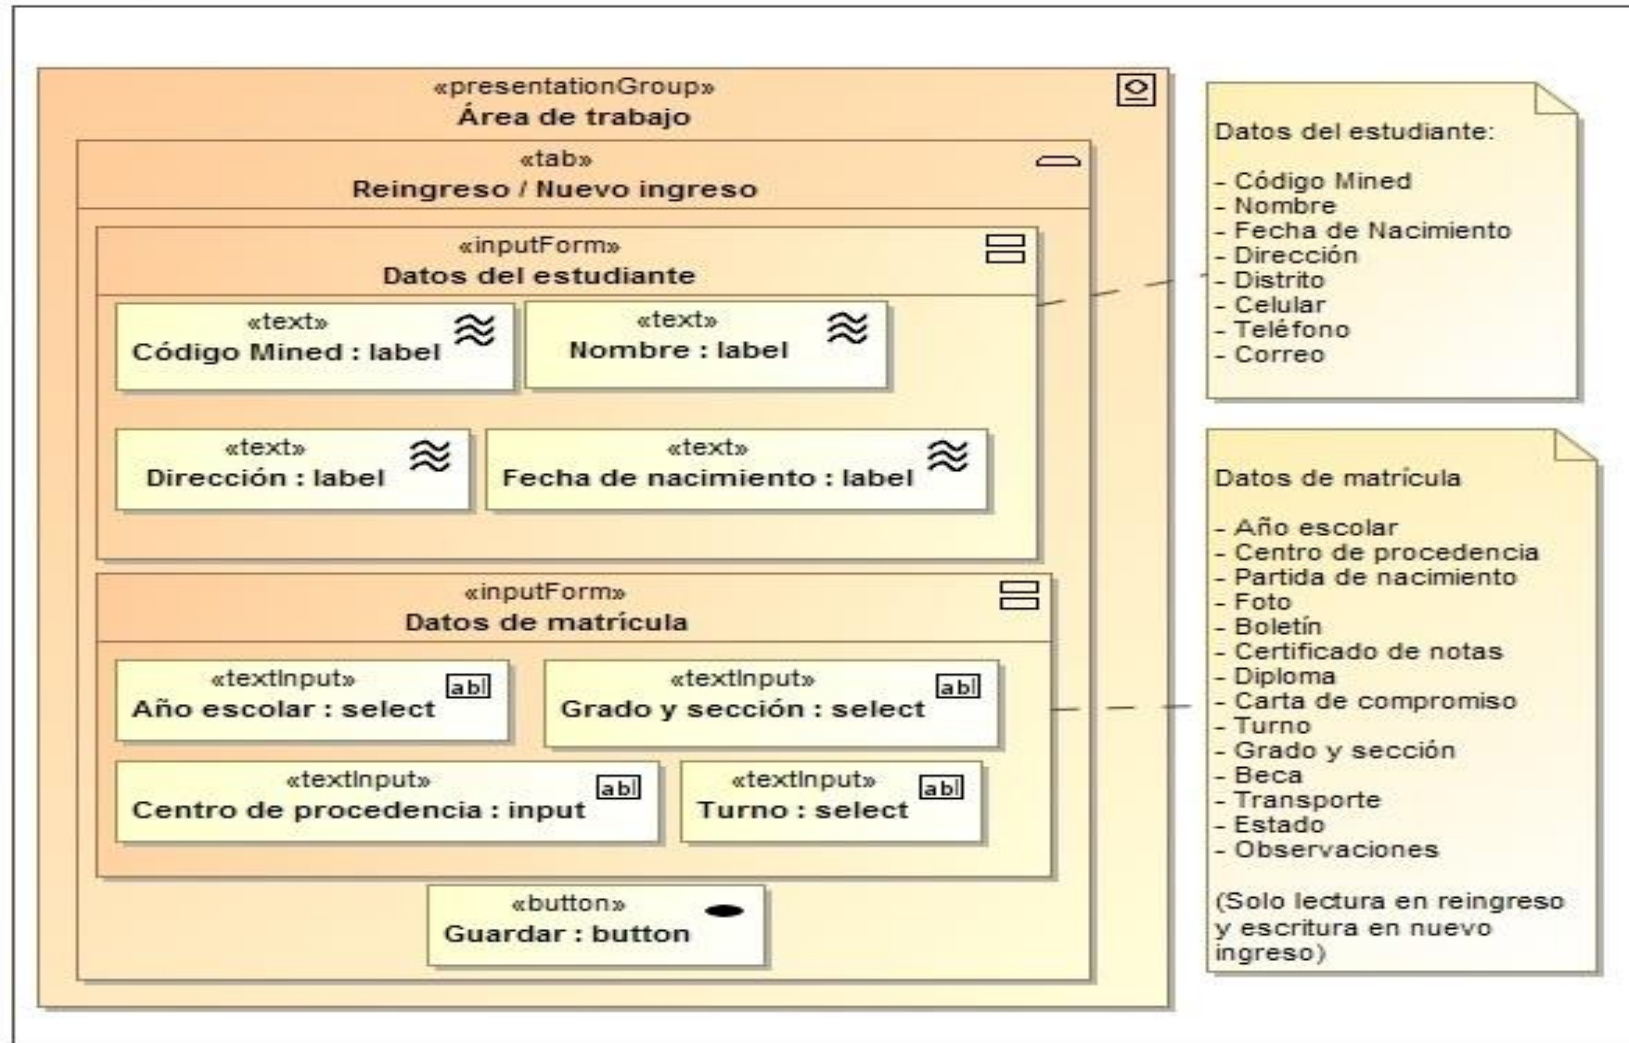 «presentationGroup»
Área de trabajo
«tab»
Reingreso / Nuevo ingreso
«inputForm»
Datos del estudiante
«text»
Código Mined : label
«text»
Nombre : label
«text»
Dirección : label
«text»
Fecha de nacimiento : label
«inputForm»
Datos de matrícula
«textInput»
Año escolar : select
abl
«textInput»
Grado y sección : select
abl
«textInput»
Centro de procedencia : input
abl
«textInput»
Turno : select
abl
«button»
Guardar : button
Datos del estudiante:
- Código Mined
- Nombre
- Fecha de Nacimiento
- Dirección
- Distrito
- Celular
- Teléfono
- Correo
Datos de matrícula
- Año escolar
- Centro de procedencia
- Partida de nacimiento
- Foto
- Boletín
- Certificado de notas
- Diploma
- Carta de compromiso
- Turno
- Grado y sección
- Beca
- Transporte
- Estado
- Observaciones
(Solo lectura en reingreso
y escritura en nuevo
ingreso)